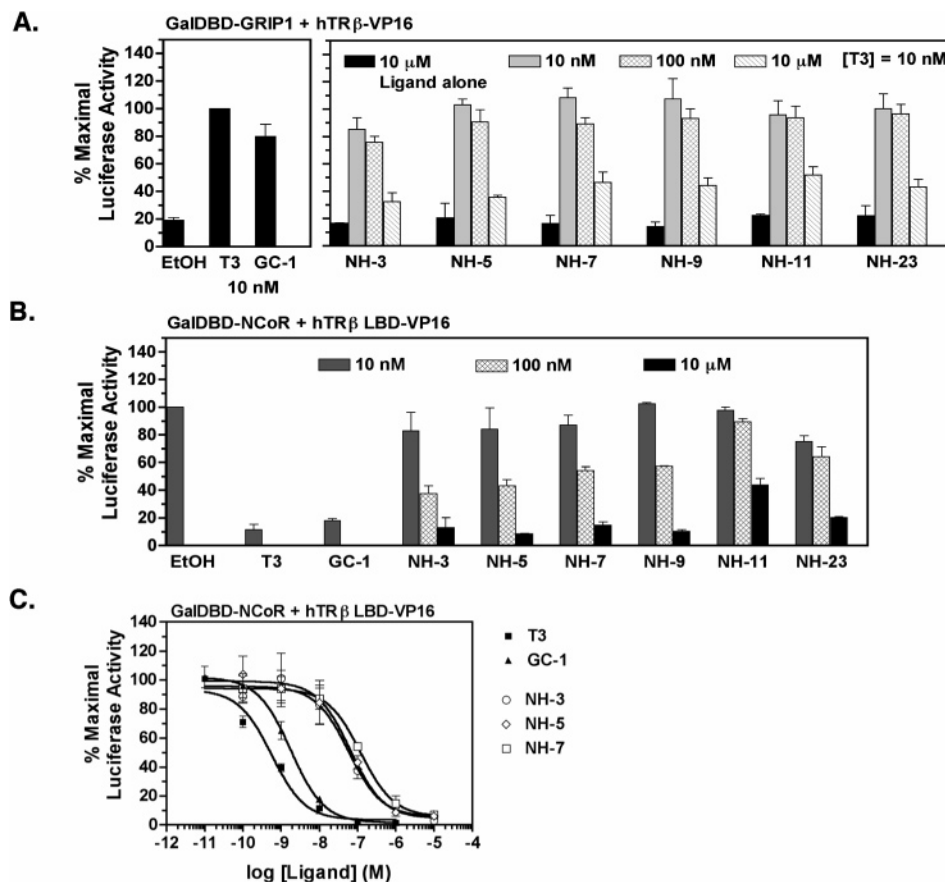 A.
GalDBD-GRIP1 + hTRβ-VP16
% Maximal
Luciferase Activity
140
120
100
80
60
40
20
0
EtOH T3 GC-1
10 nM
10 μM
Ligand alone
10 nM
100 nM
10 μM
[T3] = 10 nM
NH-3 NH-5 NH-7 NH-9 NH-11 NH-23
B.
GalDBD-NCoR + hTRβ LBD-VP16
% Maximal
Luciferase Activity
140
120
100
80
60
40
20
0
10 nM 100 nM 10 μM
EtOH T3 GC-1 NH-3 NH-5 NH-7 NH-9 NH-11 NH-23
C.
GalDBD-NCoR + hTRβ LBD-VP16
% Maximal
Luciferase Activity
140
120
100
80
60
40
20
0
-12 -11 -10 -9 -8 -7 -6 -5 -4
log [Ligand] (M)
T3
GC-1
NH-3
NH-5
NH-7